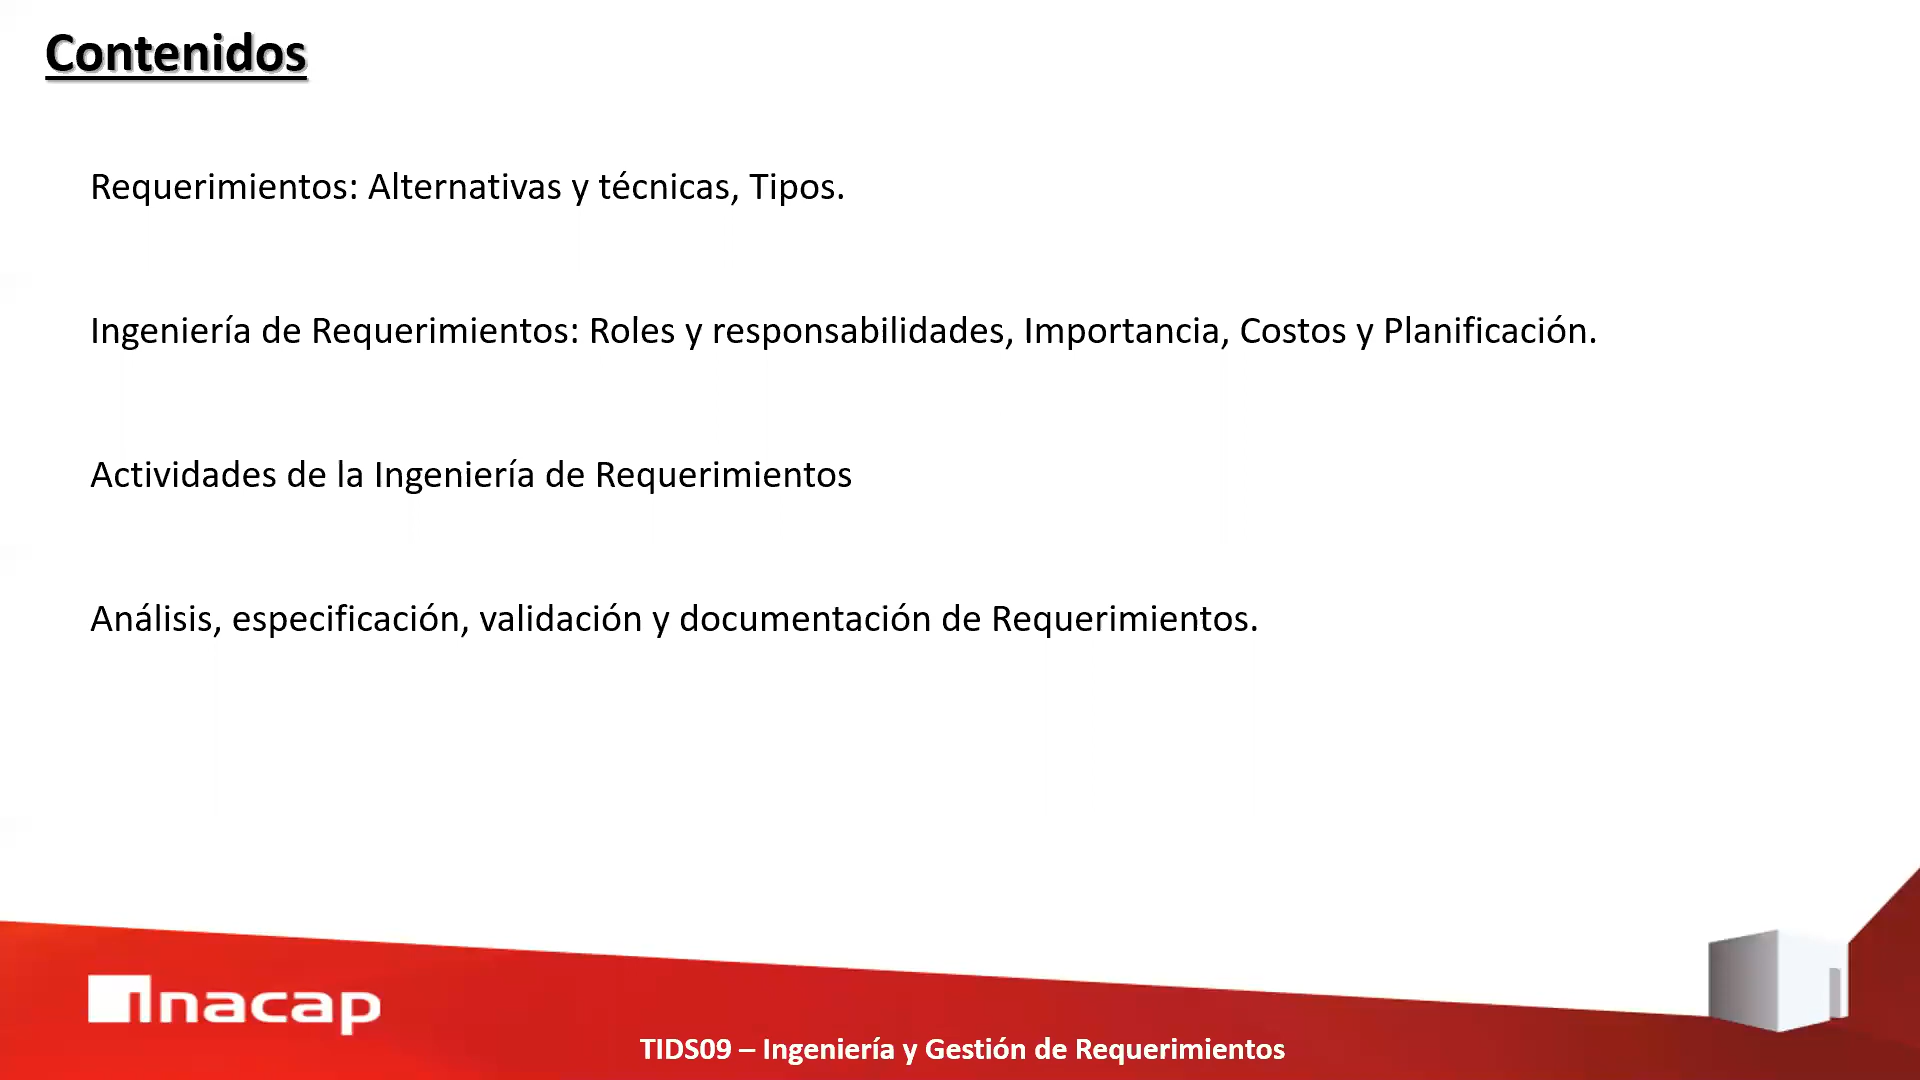 Contenidos
Requerimientos: Alternativas y técnicas, Tipos.
Ingeniería de Requerimientos: Roles y responsabilidades, Importancia, Costos y Planificación.
Actividades de la Ingeniería de Requerimientos
Análisis, especificación, validación y documentación de Requerimientos.
Inacap
TIDS09 – Ingeniería y Gestión de Requerimientos